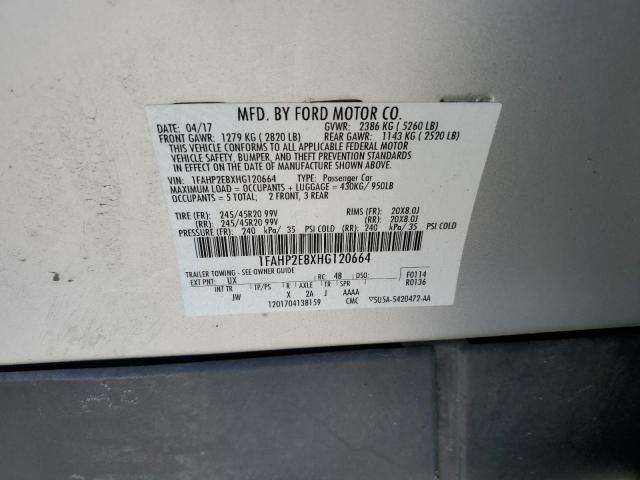 MFD. BY FORD MOTOR CO.
04/17 GVWR: 2386 KG ( 5260 LB)
FRONT GAWR: 1279 KG ( 2820 LB) REAR GAWR: 1143 KG ( 2520 LB)
THIS VEHICLE CONFORMS TO ALL APPLICABLE FEDERAL MOTOR
VEHICLE SAFETY, BUMPER, AND THEFT PREVENTION STANDARDS
IN EFFECT ON THE DATE OF MANUFACTURE SHOWN ABOVE.
VIN: 1FAHP2E8XHG120664 TYPE: Passenger Car
MAXIMUM LOAD = OCCUPANTS + LUGGAGE = 430KG/ 950LB
OCCUPANTS = 5 TOTAL; 2 FRONT, 3 REAR
TIRE (FR): 245/45R20 99V RIMS (FR): 20X8.0J
(RR): 245/45R20 99V (RR): 20X8.0J
PRESSURE (FR): 240 kPa/ 35 PSI COLD (RR): 240 kPa/ 35 PSI COLD
1FAHP2E8XHG120664
TRAILER TOWING - SEE OWNER GUIDE
EXT PNT: UX RC: 48 DSO: F0114
R0136
INT TR TP/PS R AXLE TR SPR
JW X 2A J AAAA
1201704138159 CMC ▽5U5A-5420472-AA